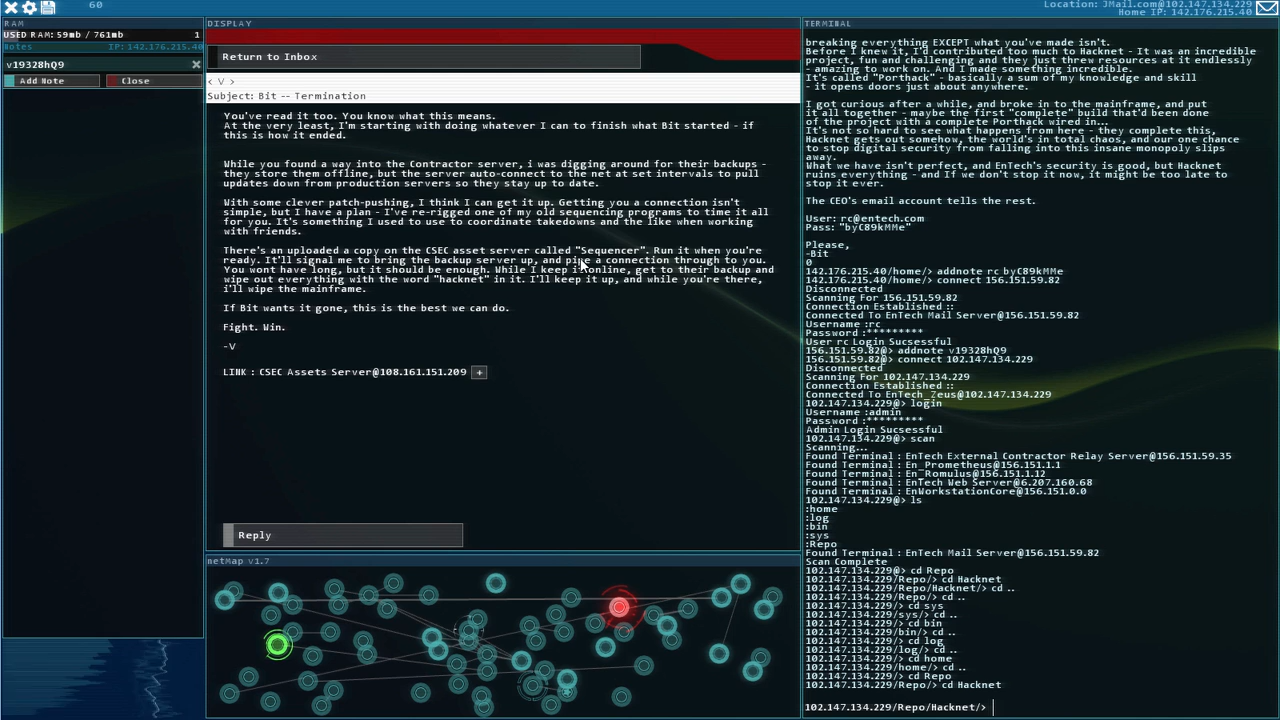 60
Location: JMail.com@102.147.134.229
Home IP: 142.176.215.40
RAM
USED RAM: 59mb / 761mb 1
Notes IP: 142.176.215.40
v19328hQ9
Add Note Close
DISPLAY
Return to Inbox
< V >
Subject: Bit -- Termination
You've read it too. You know what this means.
At the very least, I'm starting with doing whatever I can to finish what Bit started - if
this is how it ended.
While you found a way into the Contractor server, i was digging around for their backups -
they store them offline, but the server auto-connect to the net at set intervals to pull
updates down from production servers so they stay up to date.
With some clever patch-pushing, I think I can get it up. Getting you a connection isn't
simple, but I have a plan - I've re-rigged one of my old sequencing programs to time it all
for you. It's something I used to use to coordinate takedowns and the like when working
with friends.
There's an uploaded a copy on the CSEC asset server called "Sequencer". Run it when you're
ready. It'll signal me to bring the backup server up, and pipe a connection through to you.
You wont have long, but it should be enough. While I keep it online, get to their backup and
wipe out everything with the word "hacknet" in it. I'll keep it up, and while you're there,
i'll wipe the mainframe.
If Bit wants it gone, this is the best we can do.
Fight. Win.
-V
LINK : CSEC Assets Server@108.161.151.209 +
Reply
netMap v1.7
TERMINAL
breaking everything EXCEPT what you've made isn't.
Before I knew it, I'd contributed too much to Hacknet - It was an incredible
project, fun and challenging and they just threw resources at it endlessly
- amazing to work on. And I made something incredible.
It's called "Porthack" - basically a sum of my knowledge and skill
- it opens doors just about anywhere.
I got curious after a while, and broke in to the mainframe, and put
it all together - maybe the first "complete" build that'd been done
of the project with a complete Porthack wired in...
It's not so hard to see what happens from here - they complete this,
Hacknet gets out somehow, the world's in total chaos, and our one chance
to stop digital security from falling into this insane monopoly slips
away.
What we have isn't perfect, and EnTech's security is good, but Hacknet
ruins everything - and If we don't stop it now, it might be too late to
stop it ever.
The CEO's email account tells the rest.
User: rc@entech.com
Pass: "byC89kMMe"
Please,
-Bit
0
142.176.215.40/home/> addnote rc byC89kMMe
142.176.215.40/home/> connect 156.151.59.82
Disconnected
Scanning For 156.151.59.82
Connection Established ::
Connected To EnTech Mail Server@156.151.59.82
Username :rc
Password :*********
User rc Login Sucsessful
156.151.59.82@> addnote v19328hQ9
156.151.59.82@> connect 102.147.134.229
Disconnected
Scanning For 102.147.134.229
Connection Established ::
Connected To EnTech_Zeus@102.147.134.229
102.147.134.229@> login
Username :admin
Password :*********
Admin Login Sucsessful
102.147.134.229@> scan
Scanning...
Found Terminal : EnTech External Contractor Relay Server@156.151.59.35
Found Terminal : En_Prometheus@156.151.1.1
Found Terminal : En_Romulus@156.151.1.12
Found Terminal : EnTech Web Server@6.207.160.68
Found Terminal : EnWorkstationCore@156.151.0.0
102.147.134.229@> ls
:home
:log
:bin
:sys
:Repo
Found Terminal : EnTech Mail Server@156.151.59.82
Scan Complete
102.147.134.229@> cd Repo
102.147.134.229/Repo/> cd Hacknet
102.147.134.229/Repo/Hacknet/> cd ..
102.147.134.229/Repo/> cd ..
102.147.134.229/> cd sys
102.147.134.229/sys/> cd ..
102.147.134.229/> cd bin
102.147.134.229/bin/> cd ..
102.147.134.229/> cd log
102.147.134.229/log/> cd ..
102.147.134.229/> cd home
102.147.134.229/home/> cd ..
102.147.134.229/> cd Repo
102.147.134.229/Repo/> cd Hacknet
102.147.134.229/Repo/Hacknet/>